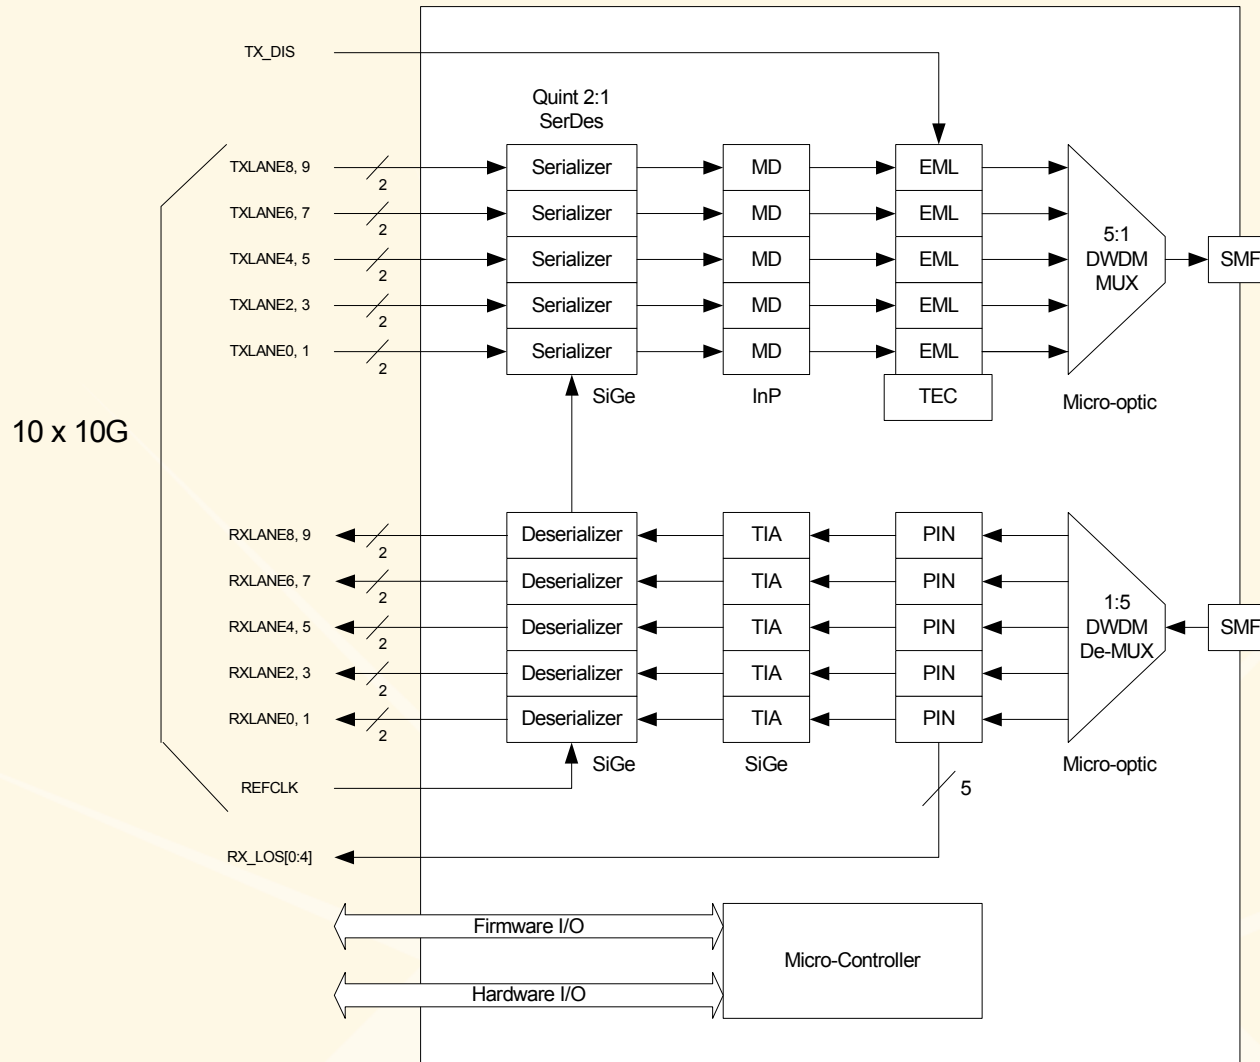 TX_DIS
Quint 2:1
SerDes
TXLANE8, 9
2
Serializer
MD
EML
TXLANE6, 7
2
Serializer
MD
EML
TXLANE4, 5
2
Serializer
MD
EML
5:1
DWDM
MUX
SMF
TXLANE2, 3
2
Serializer
MD
EML
TXLANE0, 1
2
Serializer
MD
EML
SiGe
InP
TEC
Micro-optic
10 x 10G
RXLANE8, 9
2
Deserializer
TIA
PIN
RXLANE6, 7
2
Deserializer
TIA
PIN
RXLANE4, 5
2
Deserializer
TIA
PIN
1:5
DWDM
De-MUX
SMF
RXLANE2, 3
2
Deserializer
TIA
PIN
RXLANE0, 1
2
Deserializer
TIA
PIN
SiGe
SiGe
Micro-optic
REFCLK
5
RX_LOS[0:4]
Firmware I/O
Micro-Controller
Hardware I/O